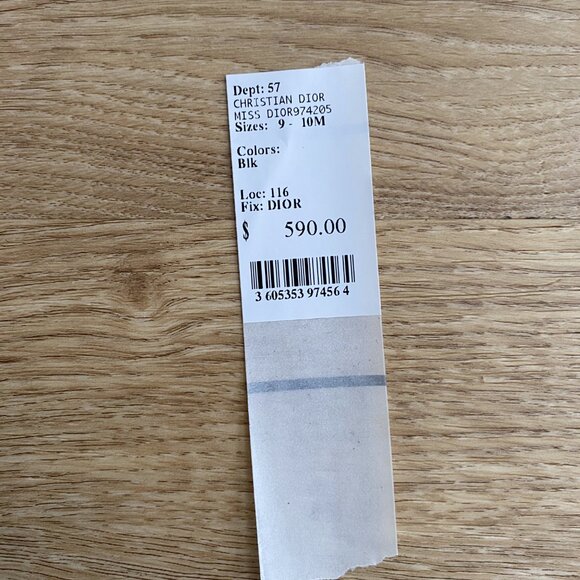 Dept: 57
CHRISTIAN DIOR
MISS DIOR974205
Sizes: 9 - 10M
Colors:
Blk
Loc: 116
Fix: DIOR
$ 590.00
3 605353 97456 4